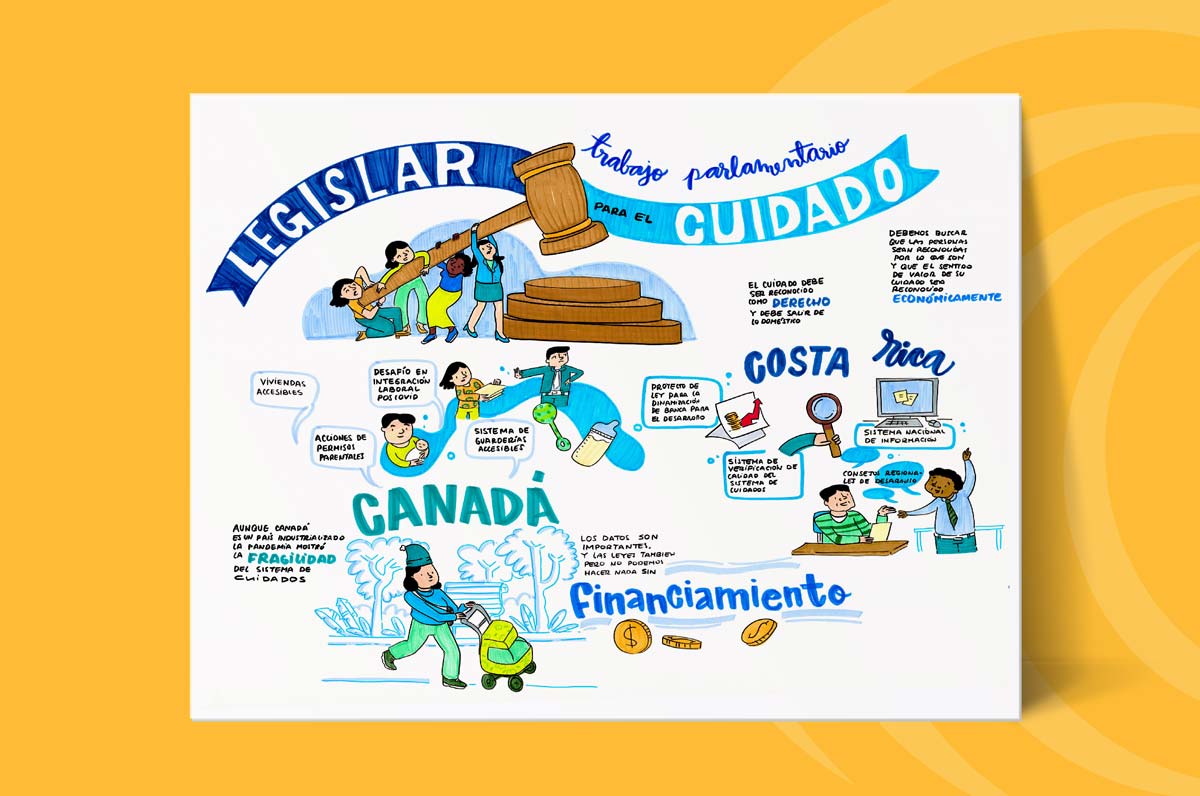 LEGISLAR
trabajo parlamentario
PARA EL CUIDADO
DEBEMOS BUSCAR
QUE LAS PERSONAS
SEAN RECONOCIDAS
POR LO QUE SON
Y QUE EL SENTIDO
DE VALOR DE SU
CUIDADO SEA
RECONOCIDO
ECONÓMICAMENTE
EL CUIDADO DEBE
SER RECONOCIDO
COMO DERECHO
Y DEBE SALIR DE
LO DOMÉSTICO
VIVIENDAS
ACCESIBLES
DESAFÍO EN
INTEGRACIÓN
LABORAL
POSCOVID
ACCIONES DE
PERMISOS
PARENTALES
SISTEMA DE
GUARDERÍAS
ACCESIBLES
CANADÁ
AUNQUE CANADÁ
ES UN PAÍS INDUSTRIALIZADO
LA PANDEMIA MOSTRÓ
LA FRAGILIDAD
DEL SISTEMA DE
CUIDADOS
COSTA rica
PROYECTO DE
LEY PARA LA
DINAMIZACIÓN
DE BANCA PARA
EL DESARROLLO
SISTEMA NACIONAL
DE INFORMACIÓN
SISTEMA DE
VERIFICACIÓN DE
CALIDAD DEL
SISTEMA DE
CUIDADOS
CONSEJOS REGIONA-
LES DE DESARROLLO
LOS DATOS SON
IMPORTANTES,
Y LAS LEYES TAMBIEN
PERO NO PODEMOS
HACER NADA SIN
Financiamiento
$